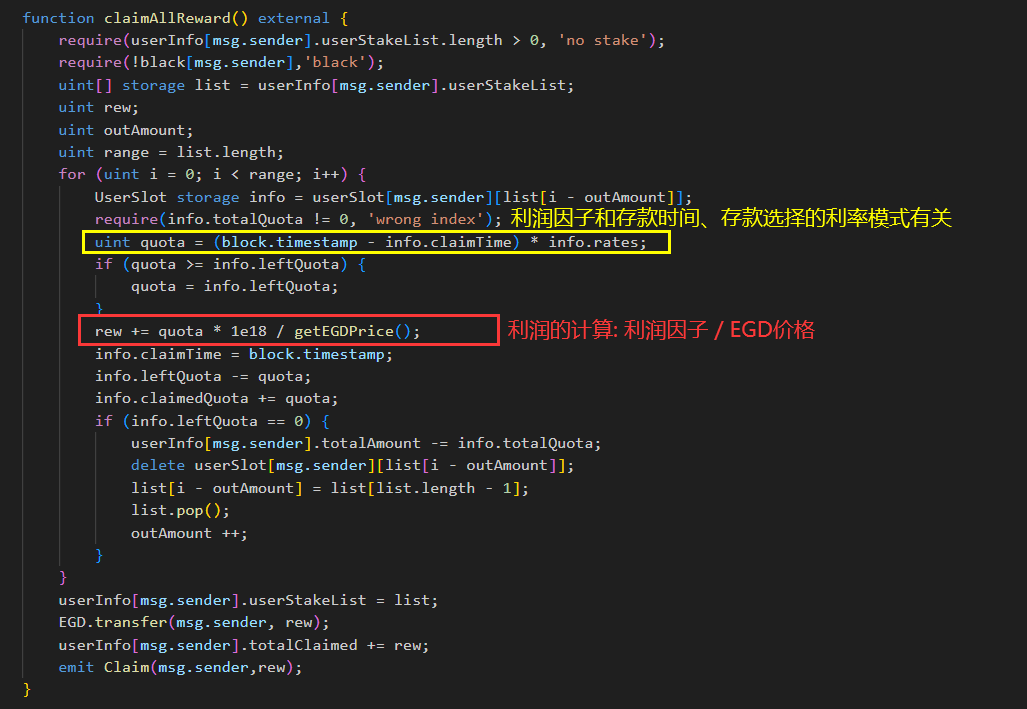 function claimAllReward() external {
require(userInfo[msg.sender].userStakeList.length > 0, 'no stake');
require(!black[msg.sender],'black');
uint[] storage list = userInfo[msg.sender].userStakeList;
uint rew;
uint outAmount;
uint range = list.length;
for (uint i = 0; i < range; i++) {
UserSlot storage info = userSlot[msg.sender][list[i - outAmount]];
require(info.totalQuota != 0, 'wrong index'); 利润因子和存款时间、存款选择的利率模式有关
uint quota = (block.timestamp - info.claimTime) * info.rates;
if (quota >= info.leftQuota) {
quota = info.leftQuota;
}
rew += quota * 1e18 / getEGDPrice(); 利润的计算: 利润因子 / EGD价格
info.claimTime = block.timestamp;
info.leftQuota -= quota;
info.claimedQuota += quota;
if (info.leftQuota == 0) {
userInfo[msg.sender].totalAmount -= info.totalQuota;
delete userSlot[msg.sender][list[i - outAmount]];
list[i - outAmount] = list[list.length - 1];
list.pop();
outAmount ++;
}
}
userInfo[msg.sender].userStakeList = list;
EGD.transfer(msg.sender, rew);
userInfo[msg.sender].totalClaimed += rew;
emit Claim(msg.sender,rew);
}